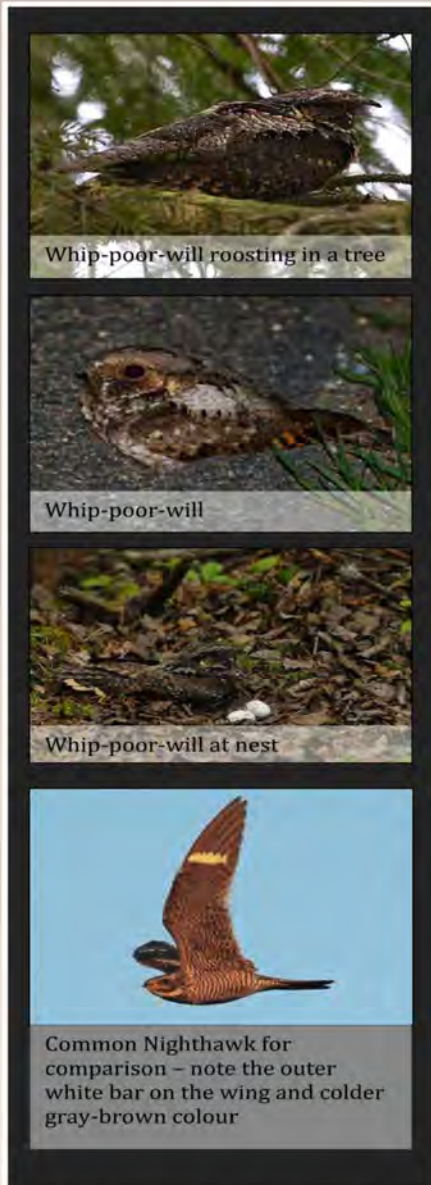 Whip-poor-will roosting in a tree
Whip-poor-will
Whip-poor-will at nest
Common Nighthawk for
comparison – note the outer
white bar on the wing and colder
gray-brown colour